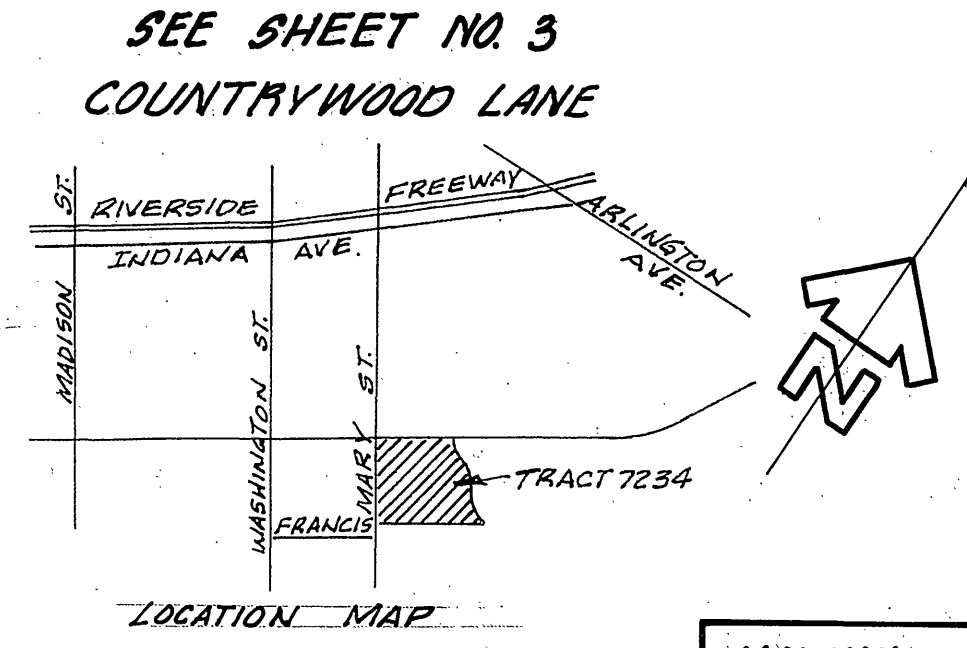 SEE SHEET NO. 3
COUNTRYWOOD LANE
MADISON ST.
RIVERSIDE FREEWAY
INDIANA AVE.
ARLINGTON AVE.
WASHINGTON ST.
MARY ST.
N
TRACT 7234
FRANCIS
LOCATION MAP